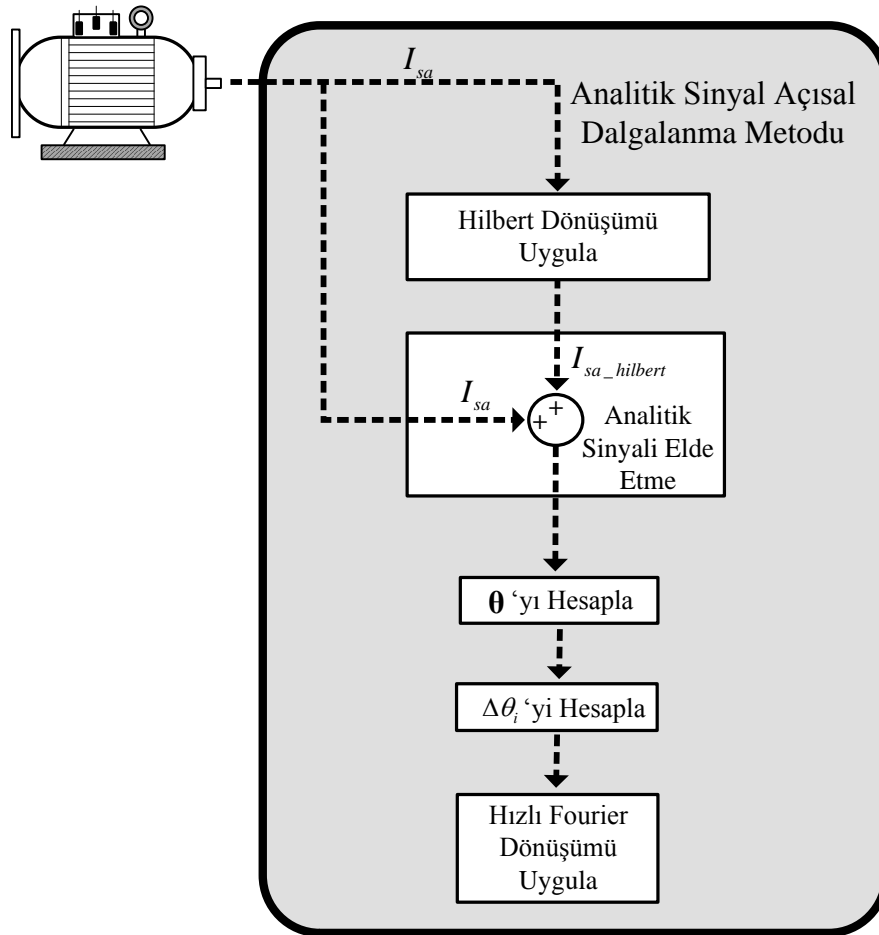 I_sa
Analitik Sinyal Açısal
Dalgalanma Metodu
Hilbert Dönüşümü
Uygula
I_sa_hilbert
I_sa
+
+
Analitik
Sinyali Elde
Etme
θ ‘yı Hesapla
Δθ_i ‘yi Hesapla
Hızlı Fourier
Dönüşümü
Uygula